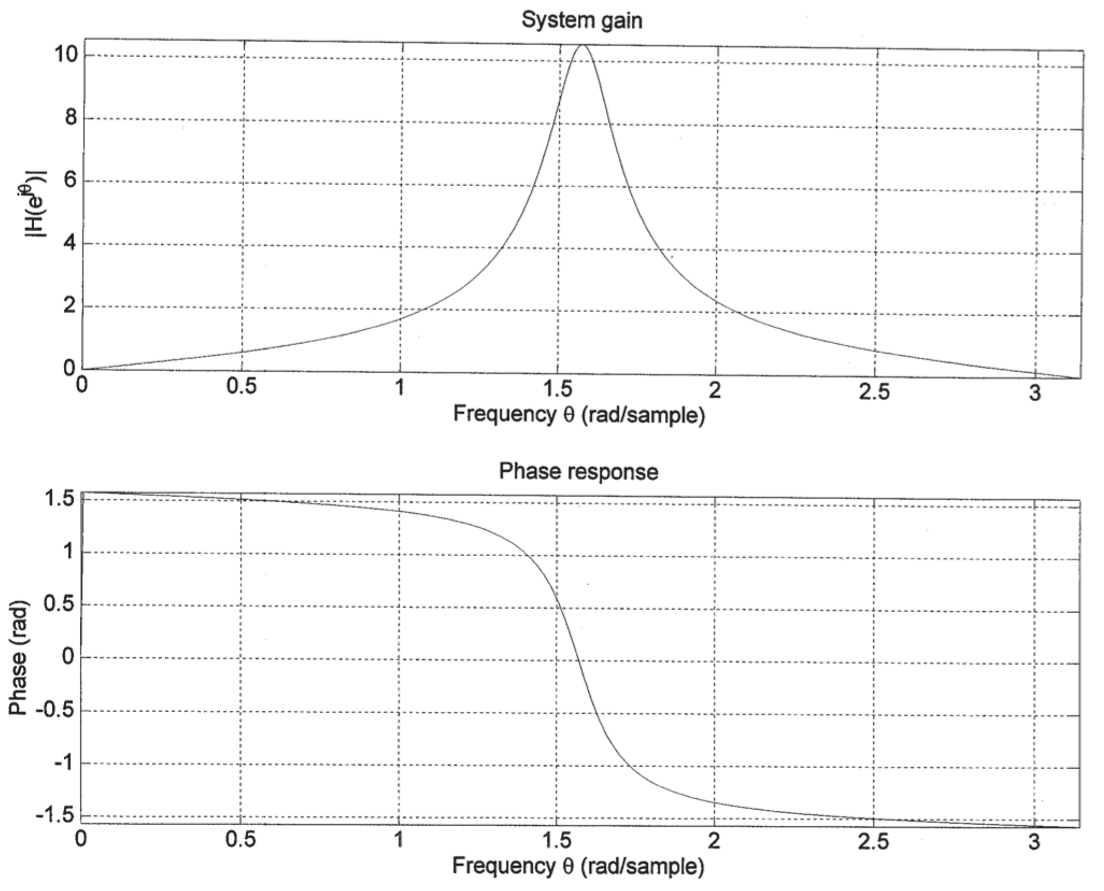 System gain
|H(e^jθ)|
10
8
6
4
2
0
0 0.5 1 1.5 2 2.5 3
Frequency θ (rad/sample)
Phase response
Phase (rad)
1.5
1
0.5
0
-0.5
-1
-1.5
0 0.5 1 1.5 2 2.5 3
Frequency θ (rad/sample)